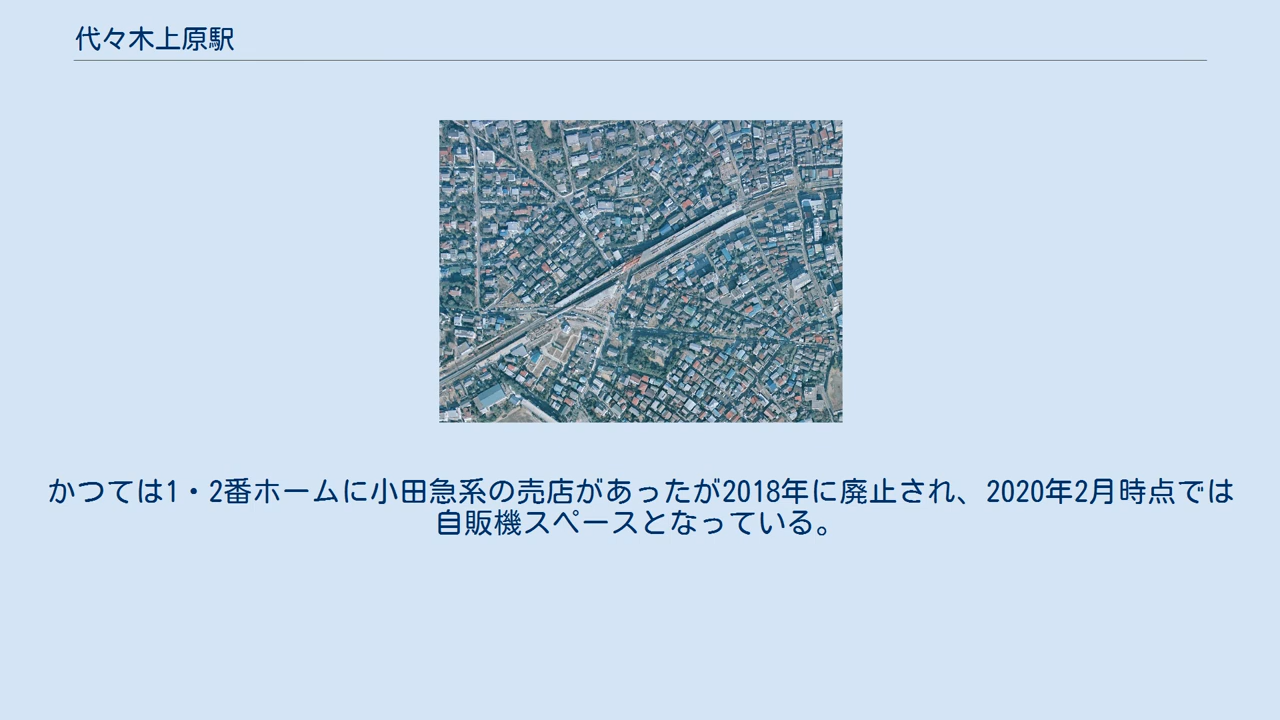 代々木上原駅
かつては1・2番ホームに小田急系の売店があったが2018年に廃止され、2020年2月時点では
自販機スペースとなっている。